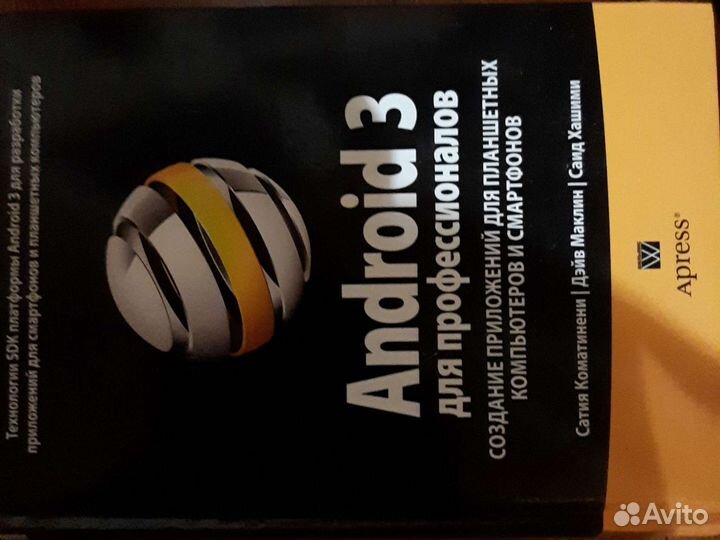 Технологии SDK платформы Android 3 для разработки
приложений для смартфонов и планшетных компьютеров
Android 3
для профессионалов
СОЗДАНИЕ ПРИЛОЖЕНИЙ ДЛЯ ПЛАНШЕТНЫХ
КОМПЬЮТЕРОВ И СМАРТФОНОВ
Сатия Коматинени | Дэйв Маклин | Саид Хашими
W
Apress®
Avito